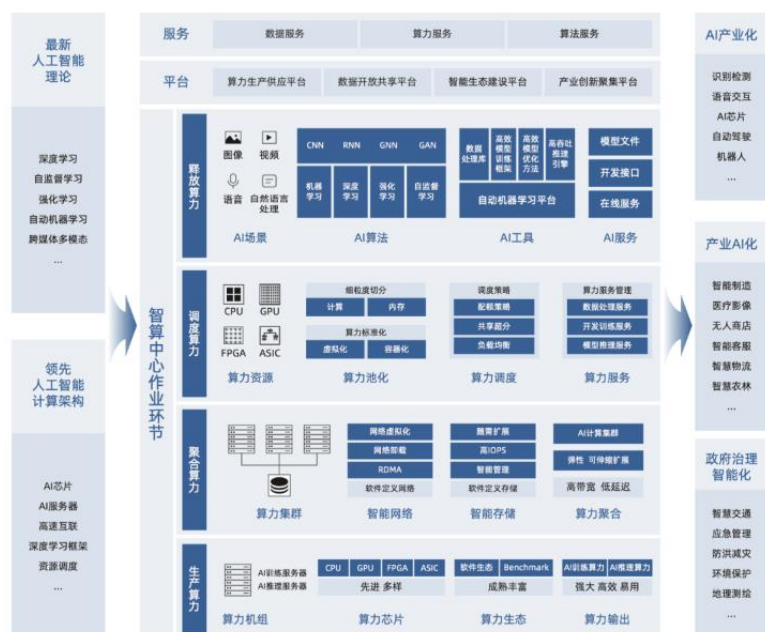 最新
人工智能
理论
深度学习
自监督学习
强化学习
自动机器学习
跨媒体多模态
...
领先
人工智能
计算架构
AI芯片
AI服务器
高速互联
深度学习框架
资源调度
...
服务
数据服务
算力服务
算法服务
平台
算力生产供应平台
数据开放共享平台
智能生态建设平台
产业创新聚集平台
智算中心作业环节
释放算力
图像
视频
语音
自然语言
处理
AI场景
CNN RNN GNN GAN
机器
学习
深度
学习
强化
学习
自监督
学习
AI算法
数据
处理库
高效
模型
训练
框架
高效
模型
优化
方法
高吞吐
推理
引擎
自动机器学习平台
AI工具
模型文件
开发接口
在线服务
AI服务
调度算力
CPU
GPU
FPGA
ASIC
算力资源
细粒度切分
计算
内存
算力标准化
虚拟化
容器化
算力池化
调度策略
配额策略
共享超分
负载均衡
算力调度
算力服务管理
数据处理服务
开发训练服务
模型推理服务
算力服务
聚合算力
算力集群
网络虚拟化
网络卸载
RDMA
软件定义网络
智能网络
随需扩展
高IOPS
智能管理
软件定义存储
智能存储
AI计算集群
弹性 可伸缩扩展
高带宽 低延迟
算力聚合
生产算力
AI训练服务器
AI推理服务器
算力机组
CPU GPU FPGA ASIC
先进 多样
算力芯片
软件生态 Benchmark
成熟丰富
算力生态
AI训练算力 AI推理算力
强大 高效 易用
算力输出
AI产业化
识别检测
语音交互
AI芯片
自动驾驶
机器人
...
产业AI化
智能制造
医疗影像
无人商店
智能客服
智慧物流
智慧农林
...
政府治理
智能化
智慧交通
应急管理
防洪减灾
环境保护
地理测绘
...